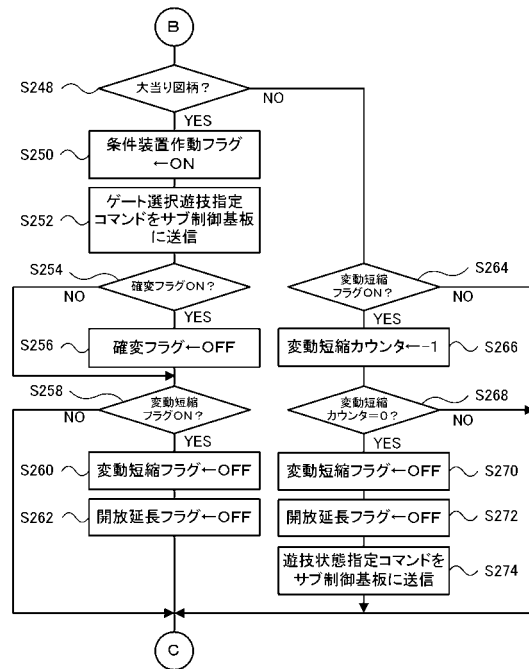 B
S248
大当り図柄？
NO
YES
S250
条件装置作動フラグ
←ON
S252
ゲート選択遊技指定
コマンドをサブ制御基板
に送信
S254
確変フラグON？
NO
YES
S256
確変フラグ←OFF
S258
変動短縮
フラグON？
NO
YES
S260
変動短縮フラグ←OFF
S262
開放延長フラグ←OFF
S264
変動短縮
フラグON？
NO
YES
S266
変動短縮カウンタ←-1
S268
変動短縮
カウンタ＝0？
NO
YES
S270
変動短縮フラグ←OFF
S272
開放延長フラグ←OFF
S274
遊技状態指定コマンドを
サブ制御基板に送信
C